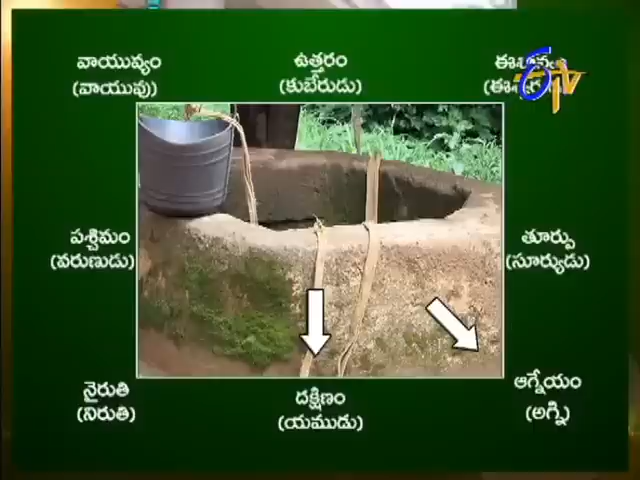 వాయువ్యం
(వాయువు)
ఉత్తరం
(కుబేరుడు)
పశ్చిమం
(వరుణుడు)
తూర్పు
(సూర్యుడు)
నైరుతి
(నిరుతి)
దక్షిణం
(యముడు)
ఆగ్నేయం
(అగ్ని)